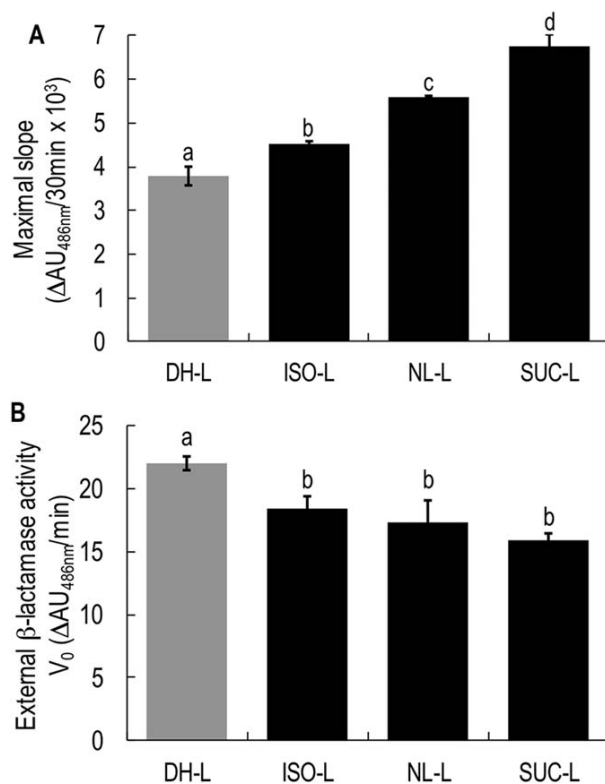 A
Maximal slope
(ΔAU486nm/30min x 10³)
7
6
5
4
3
2
1
0
a
b
c
d
DH-L
ISO-L
NL-L
SUC-L
B
External β-lactamase activity
V₀ (ΔAU486nm/min)
25
20
15
10
5
0
a
b
b
b
DH-L
ISO-L
NL-L
SUC-L